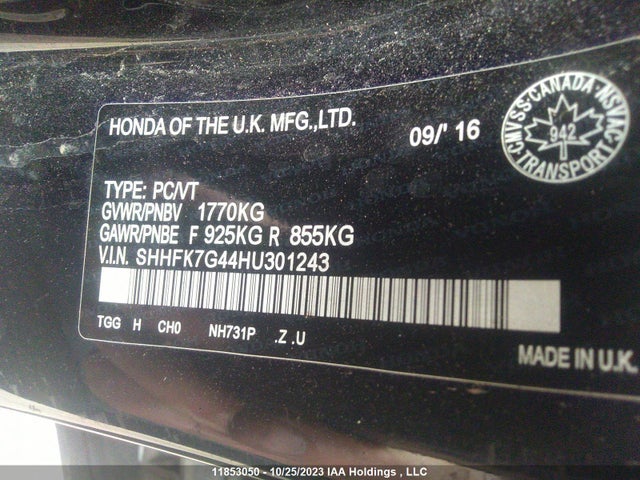 HONDA OF THE U.K. MFG.,LTD.
09/' 16
CMVSS·CANADA·NSVAC
942
TRANSPORT
TYPE: PC/VT
GVWR/PNBV 1770KG
GAWR/PNBE F 925KG R 855KG
V.I.N. SHHFK7G44HU301243
TGG H CH0 NH731P .Z .U
MADE IN U.K.
11853050 - 10/25/2023 IAA Holdings , LLC